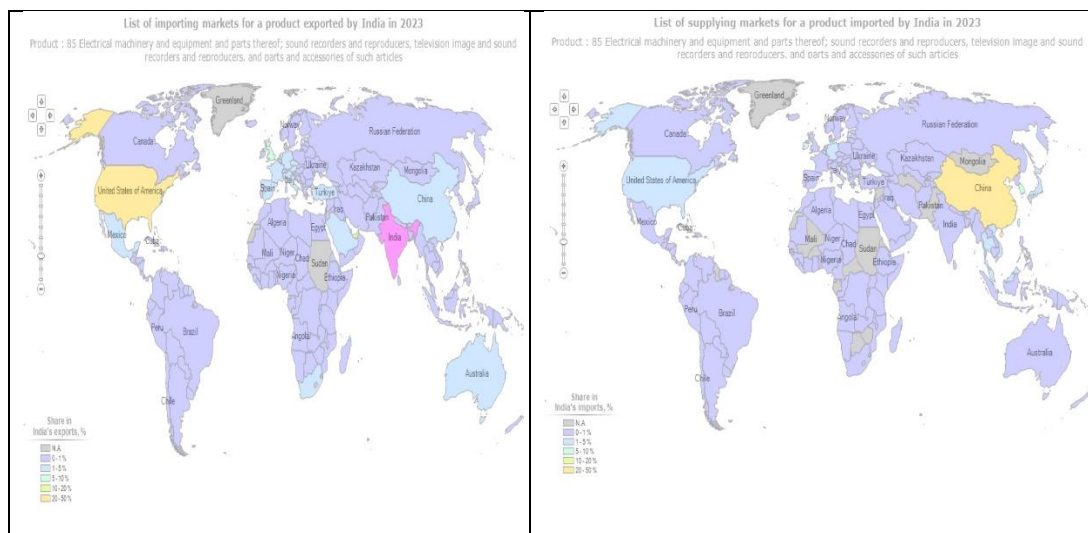 List of importing markets for a product exported by India in 2023
Product : 85 Electrical machinery and equipment and parts thereof; sound recorders and reproducers, television image and sound
recorders and reproducers, and parts and accessories of such articles
Greenland
Norway
Russian Federation
Canada
Ukraine
Kazakhstan
Mongolia
United States of America
Spain
Türkiye
China
Iraq
Pakistan
Mexico
Algeria
Egypt
India
Cuba
Mali
Niger
Chad
Sudan
Nigeria
Ethiopia
Peru
Brazil
Angola
Australia
Chile
Share in
India's exports, %
N.A.
0-1%
1-5%
5-10%
10-20%
20-50%
List of supplying markets for a product imported by India in 2023
Product : 85 Electrical machinery and equipment and parts thereof; sound recorders and reproducers, television image and sound
recorders and reproducers, and parts and accessories of such articles
Greenland
Norway
Russian Federation
Canada
Ukraine
Kazakhstan
Mongolia
United States of America
Spain
Türkiye
China
Iraq
Pakistan
Mexico
Algeria
Egypt
India
Cuba
Mali
Niger
Chad
Sudan
Nigeria
Ethiopia
Peru
Brazil
Angola
Australia
Chile
Share in
India's imports, %
N.A.
0-1%
1-5%
5-10%
10-20%
20-50%